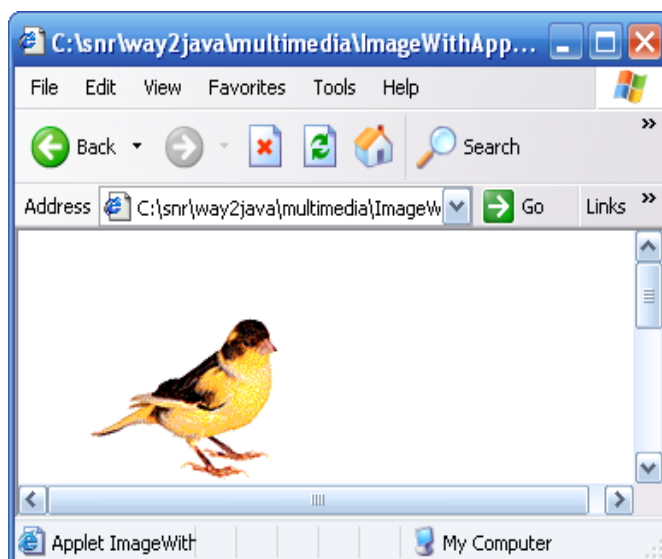 C:\snr\way2java\multimedia\ImageWithApp...
File Edit View Favorites Tools Help
Back Search »
Address C:\snr\way2java\multimedia\ImageW Go Links »
Applet ImageWith My Computer